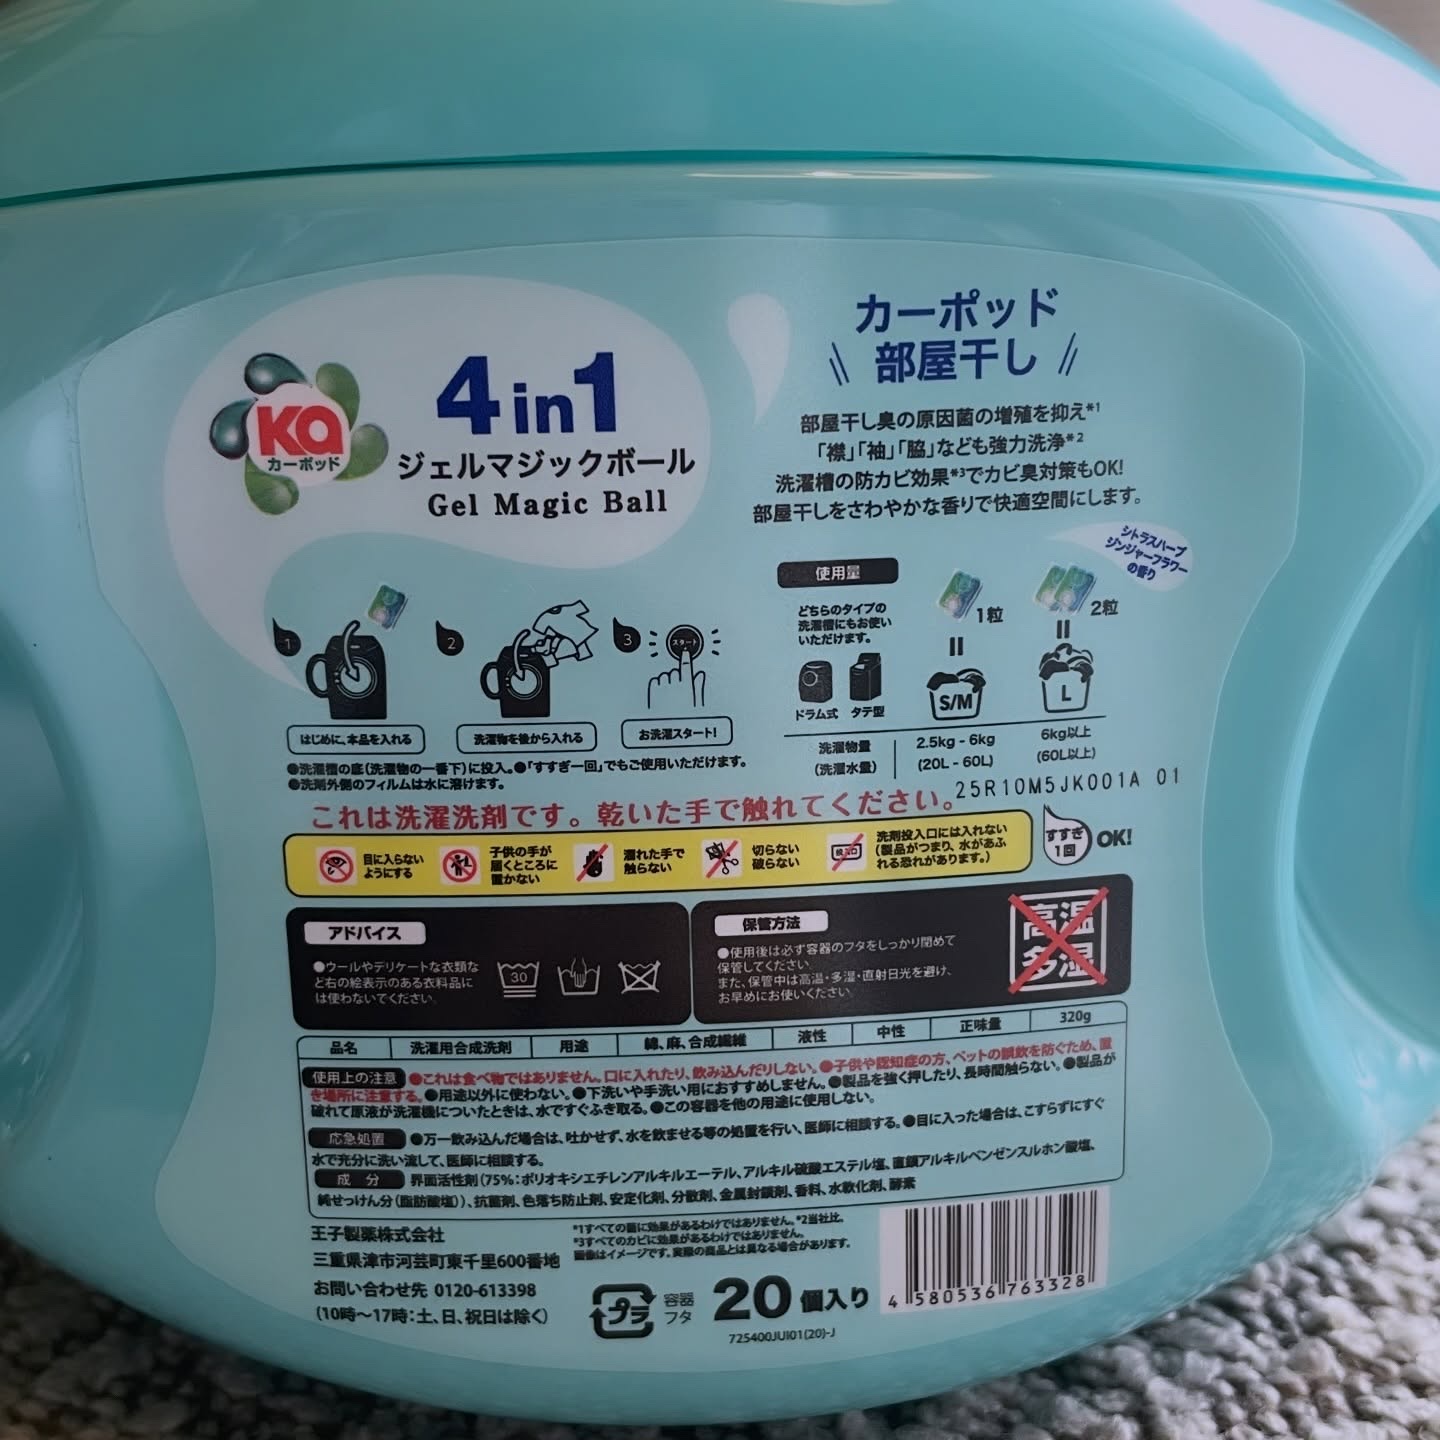 Ka
カーポッド
4in1
ジェルマジックボール
Gel Magic Ball
カーポッド
部屋干し
部屋干し臭の原因菌の増殖を抑え*1
「襟」「袖」「脇」なども強力洗浄*2
洗濯槽の防カビ効果*3でカビ臭対策もOK!
部屋干しをさわやかな香りで快適空間にします。
シトラスハーブ
ジンジャーフラワー
の香り
1
2
3
スタート
はじめに、本品を入れる
洗濯物を後から入れる
お洗濯スタート!
●洗濯槽の底(洗濯物の一番下)に投入。●「すすぎ一回」でもご使用いただけます。
●洗剤外側のフィルムは水に溶けます。
使用量
どちらのタイプの
洗濯槽にもお使い
いただけます。
ドラム式 タテ型
1粒
2粒
S/M
L
洗濯物量
(洗濯水量)
2.5kg - 6kg
(20L - 60L)
6kg以上
(60L以上)
25R10M5JK001A 01
これは洗濯洗剤です。乾いた手で触れてください。
目に入らない
ようにする
子供の手が
届くところに
置かない
濡れた手で
触らない
切らない
破らない
投入口
洗剤投入口には入れない
(製品がつまり、水があふ
れる恐れがあります。)
すすぎ
1回
OK!
アドバイス
●ウールやデリケートな衣類な
ど右の絵表示のある衣料品に
は使わないでください。
30
保管方法
●使用後は必ず容器のフタをしっかり閉めて
保管してください。
また、保管中は高温・多湿・直射日光を避け、
お早めにお使いください。
高温
多湿
品名 洗濯用合成洗剤 用途 綿、麻、合成繊維 液性 中性 正味量 320g
使用上の注意 ●これは食べ物ではありません。口に入れたり、飲み込んだりしない。●子供や認知症の方、ペットの誤飲を防ぐため、置
き場所に注意する。●用途以外に使わない。●下洗いや手洗い用におすすめしません。●製品を強く押したり、長時間触らない。●製品が
破れて原液が洗濯機についたときは、水ですぐふき取る。●この容器を他の用途に使用しない。
応急処置 ●万一飲み込んだ場合は、吐かせず、水を飲ませる等の処置を行い、医師に相談する。●目に入った場合は、こすらずにすぐ
水で充分に洗い流して、医師に相談する。
成分 界面活性剤(75%:ポリオキシエチレンアルキルエーテル、アルキル硫酸エステル塩、直鎖アルキルベンゼンスルホン酸塩、
純せっけん分(脂肪酸塩))、抗菌剤、色落ち防止剤、安定化剤、分散剤、金属封鎖剤、香料、水軟化剤、酵素
王子製薬株式会社
三重県津市河芸町東千里600番地
お問い合わせ先 0120-613398
(10時〜17時:土、日、祝日は除く)
*1すべての菌に効果があるわけではありません。*2当社比。
*3すべてのカビに効果があるわけではありません。
画像はイメージです。実際の商品とは異なる場合があります。
プラ
容器
フタ
20個入り
725400JUI01(20)-J
4 580536 763328